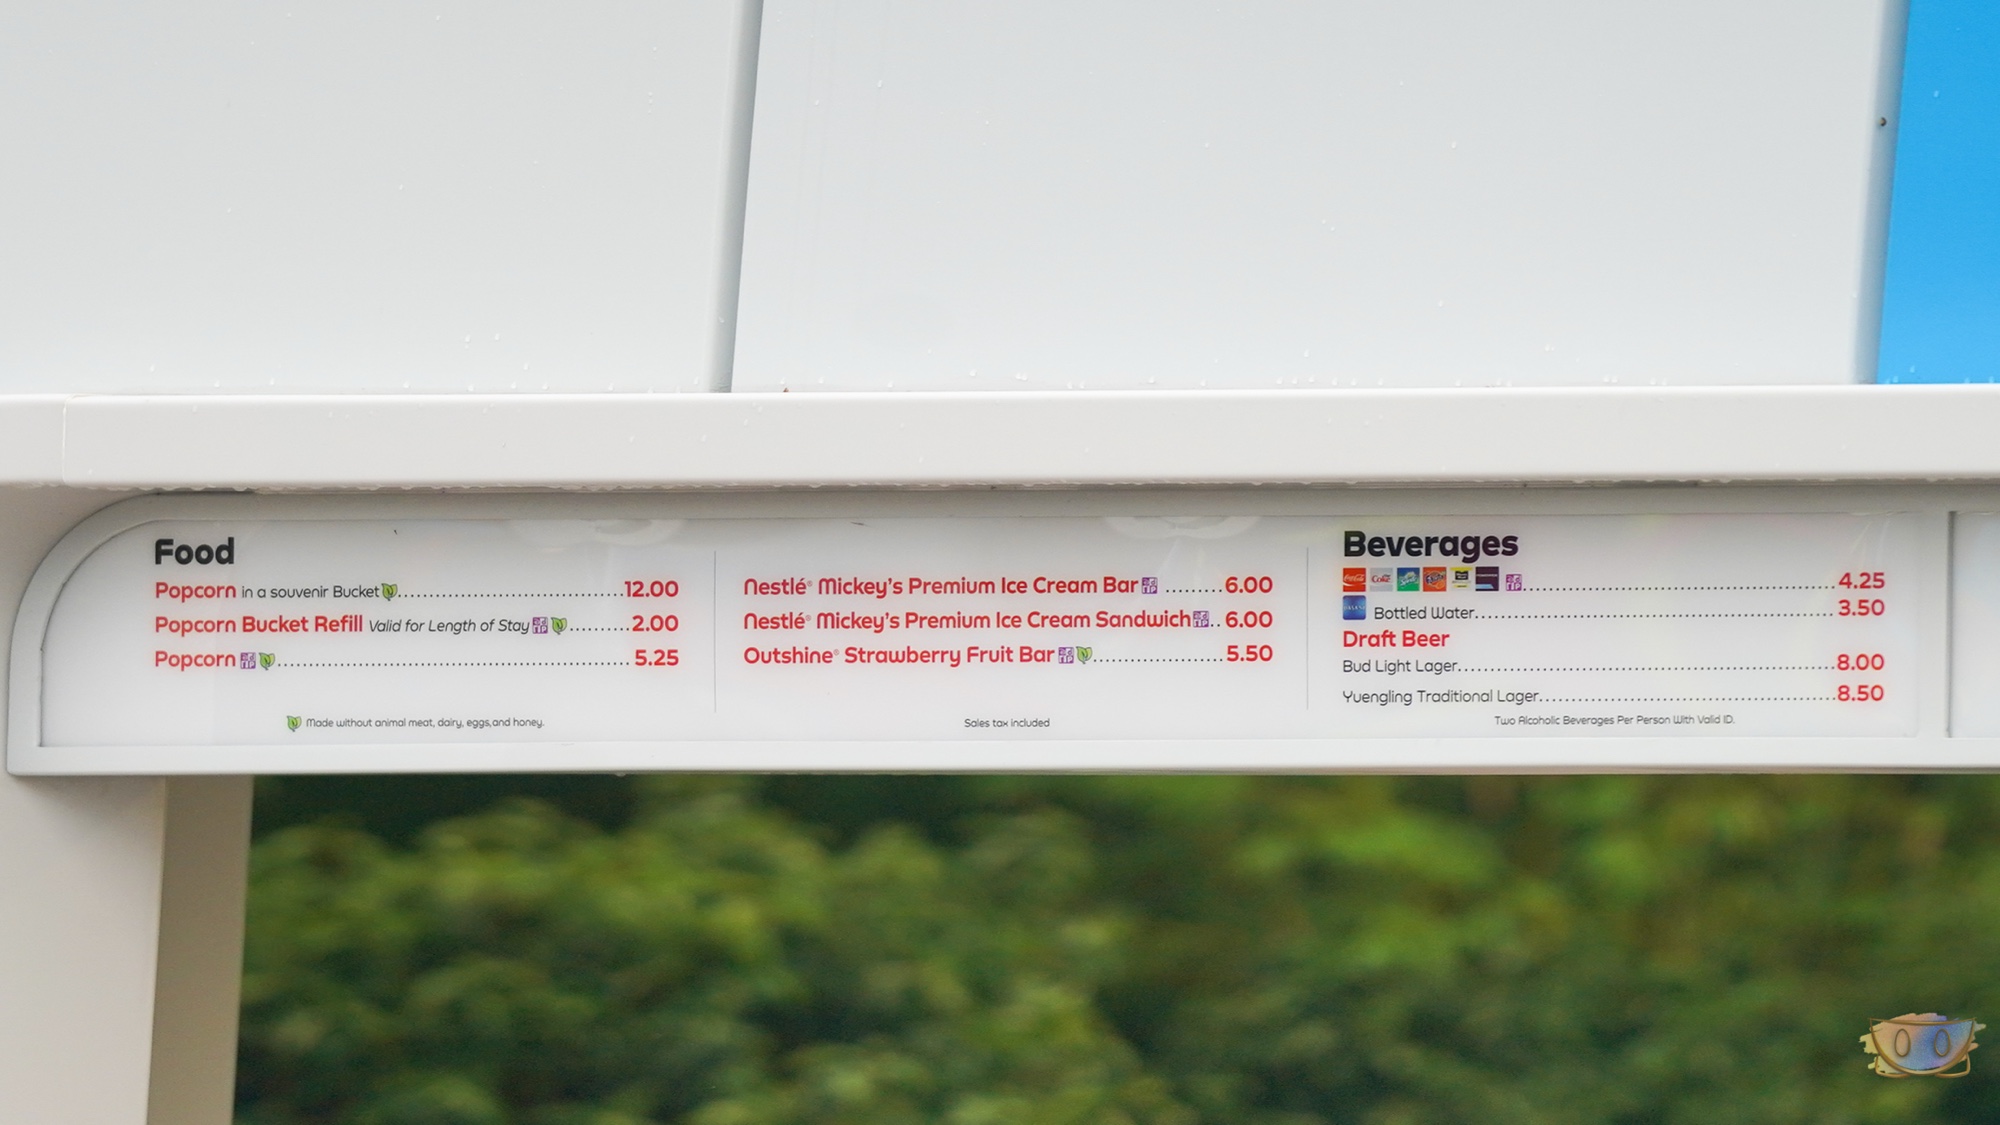 Food
Popcorn in a souvenir Bucket 12.00
Popcorn Bucket Refill Valid for Length of Stay 2.00
Popcorn 5.25
Made without animal meat, dairy, eggs,and honey.
Nestlé® Mickey's Premium Ice Cream Bar 6.00
Nestlé® Mickey's Premium Ice Cream Sandwich 6.00
Outshine® Strawberry Fruit Bar 5.50
Sales tax included
Beverages
4.25
Bottled Water 3.50
Draft Beer
Bud Light Lager 8.00
Yuengling Traditional Lager 8.50
Two Alcoholic Beverages Per Person With Valid ID.